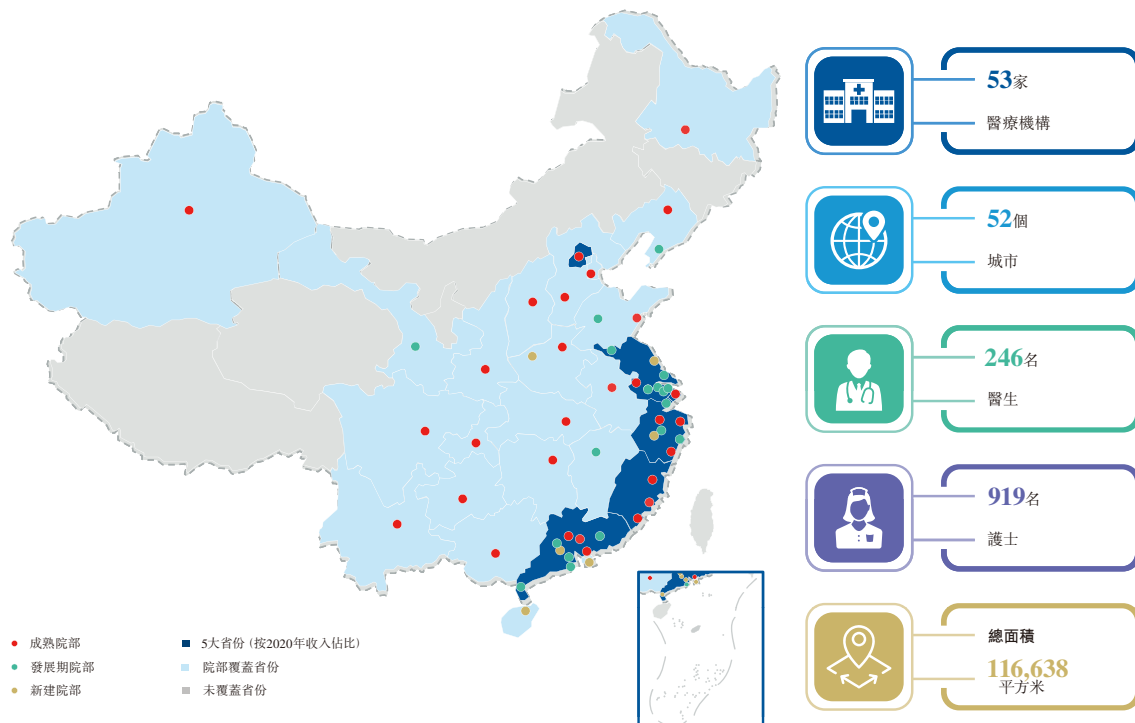 53家
醫療機構
52個
城市
246名
醫生
919名
護士
總面積
116,638
平方米
成熟院部
發展期院部
新建院部
5大省份（按2020年收入佔比）
院部覆蓋省份
未覆蓋省份